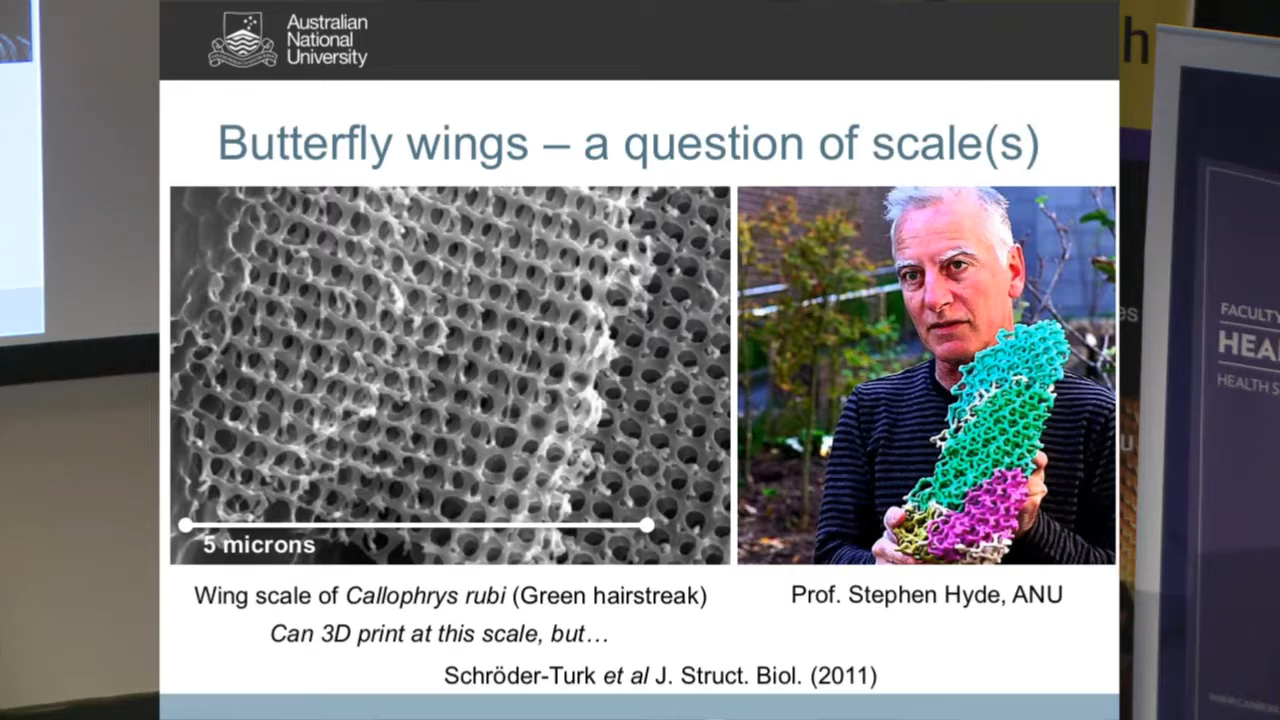 Australian
National
University
Butterfly wings – a question of scale(s)
5 microns
Wing scale of Callophrys rubi (Green hairstreak)
Prof. Stephen Hyde, ANU
Can 3D print at this scale, but…
Schröder-Turk et al J. Struct. Biol. (2011)
h
es
u
FACULTY
HEA
HEALTH S